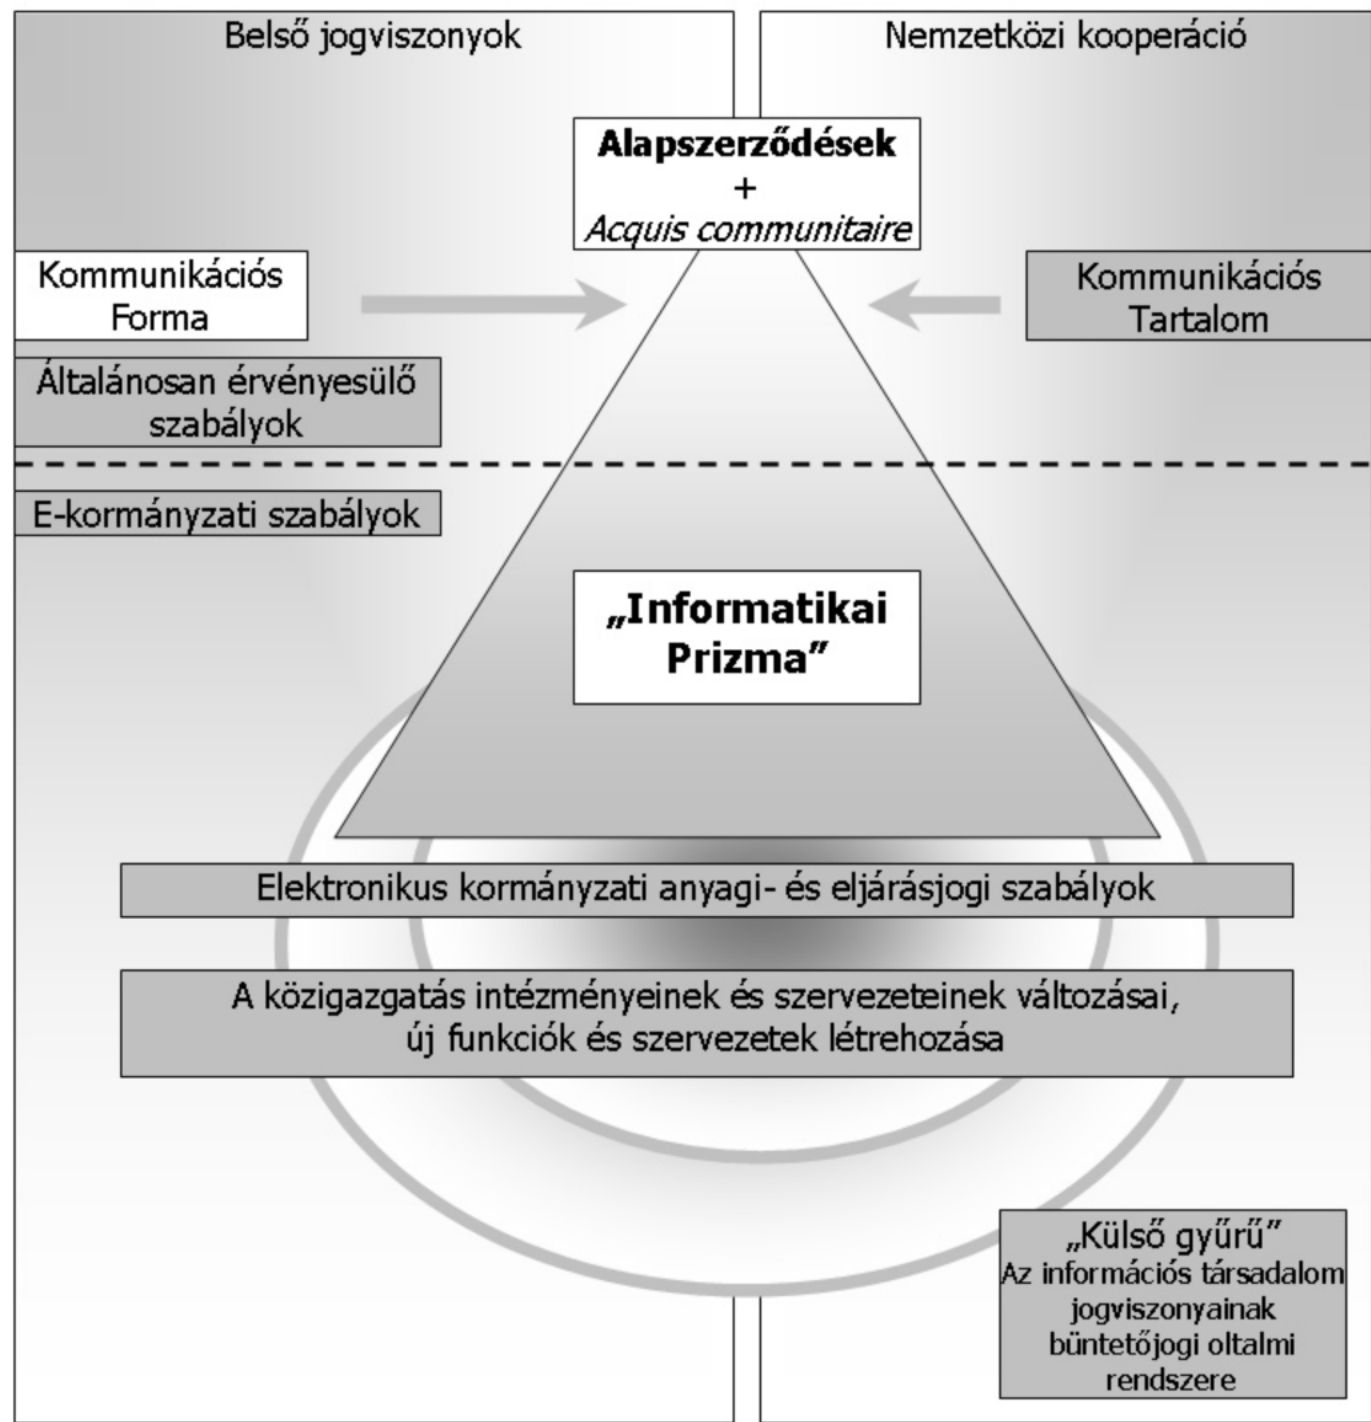 Belső jogviszonyok
Nemzetközi kooperáció
Alapszerződések
+
Acquis communitaire
Kommunikációs
Forma
Kommunikációs
Tartalom
Általánosan érvényesülő
szabályok
E-kormányzati szabályok
„Informatikai
Prizma”
Elektronikus kormányzati anyagi- és eljárásjogi szabályok
A közigazgatás intézményeinek és szervezeteinek változásai,
új funkciók és szervezetek létrehozása
„Külső gyűrű”
Az információs társadalom
jogviszonyainak
büntetőjogi oltalmi
rendszere